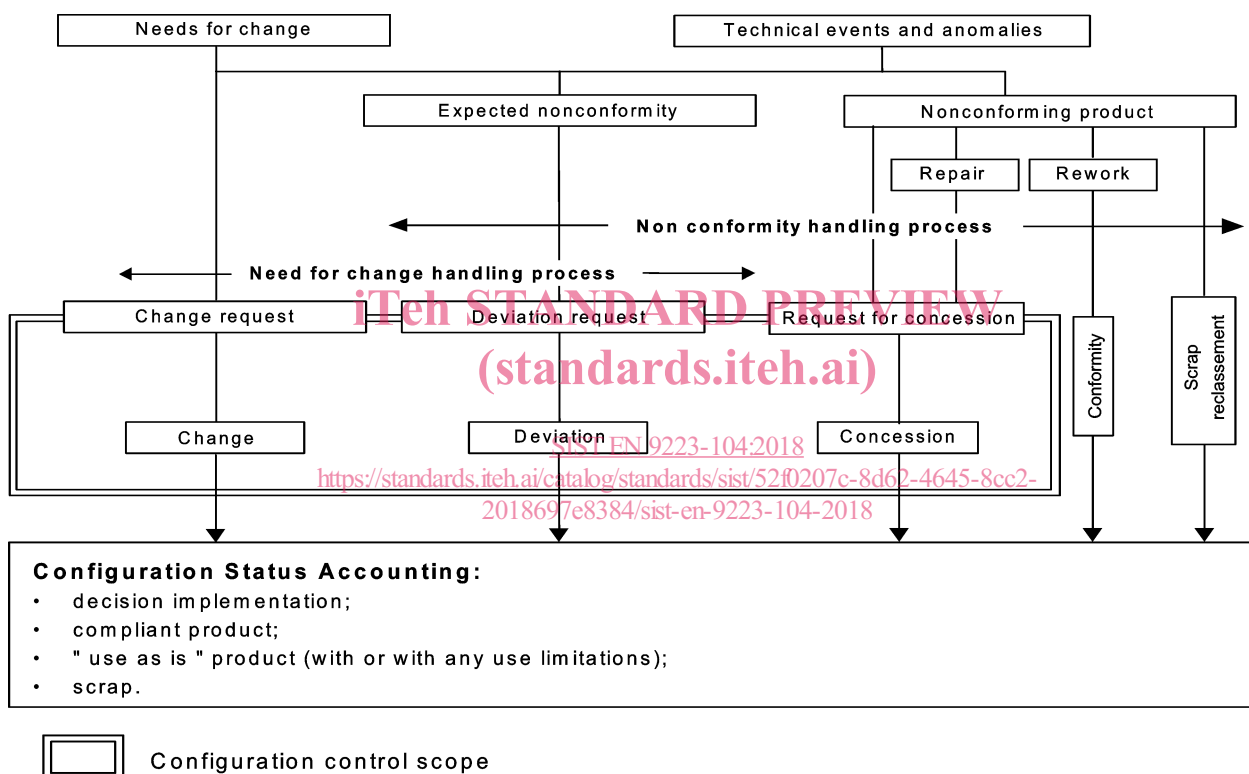 Needs for change
Technical events and anomalies
Expected nonconformity
Nonconforming product
Repair
Rework
Non conformity handling process
Need for change handling process
iTeh STANDARD PREVIEW
Change request
Deviation request
Request for concession
(standards.iteh.ai)
Conformity
Scrap
reclassement
Change
Deviation
Concession
SIST EN 9223-104:2018
https://standards.iteh.ai/catalog/standards/sist/52f0207c-8d62-4645-8cc2-
2018697e8384/sist-en-9223-104-2018
Configuration Status Accounting:
• decision implementation;
• compliant product;
• " use as is " product (with or with any use limitations);
• scrap.
Configuration control scope